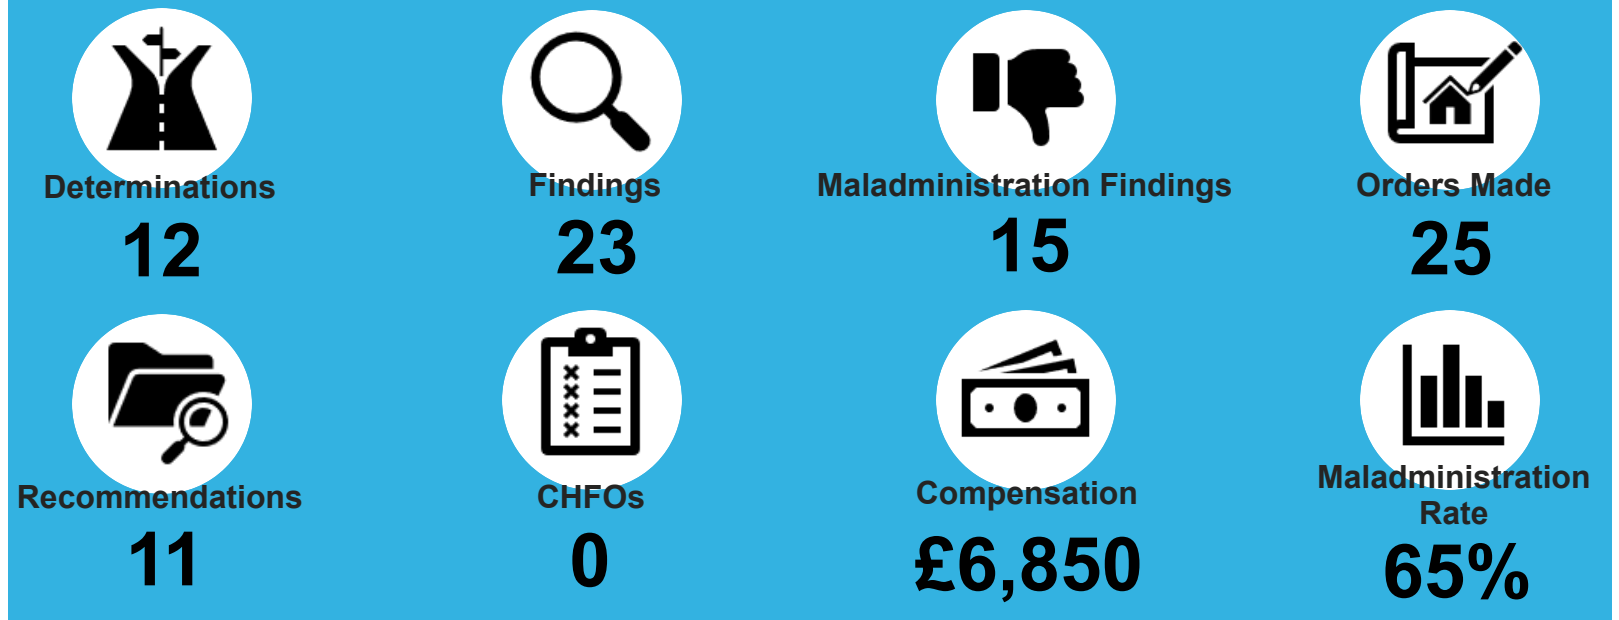 Determinations
12
Findings
23
Maladministration Findings
15
Orders Made
25
Recommendations
11
CHFOs
0
Compensation
£6,850
Maladministration
Rate
65%